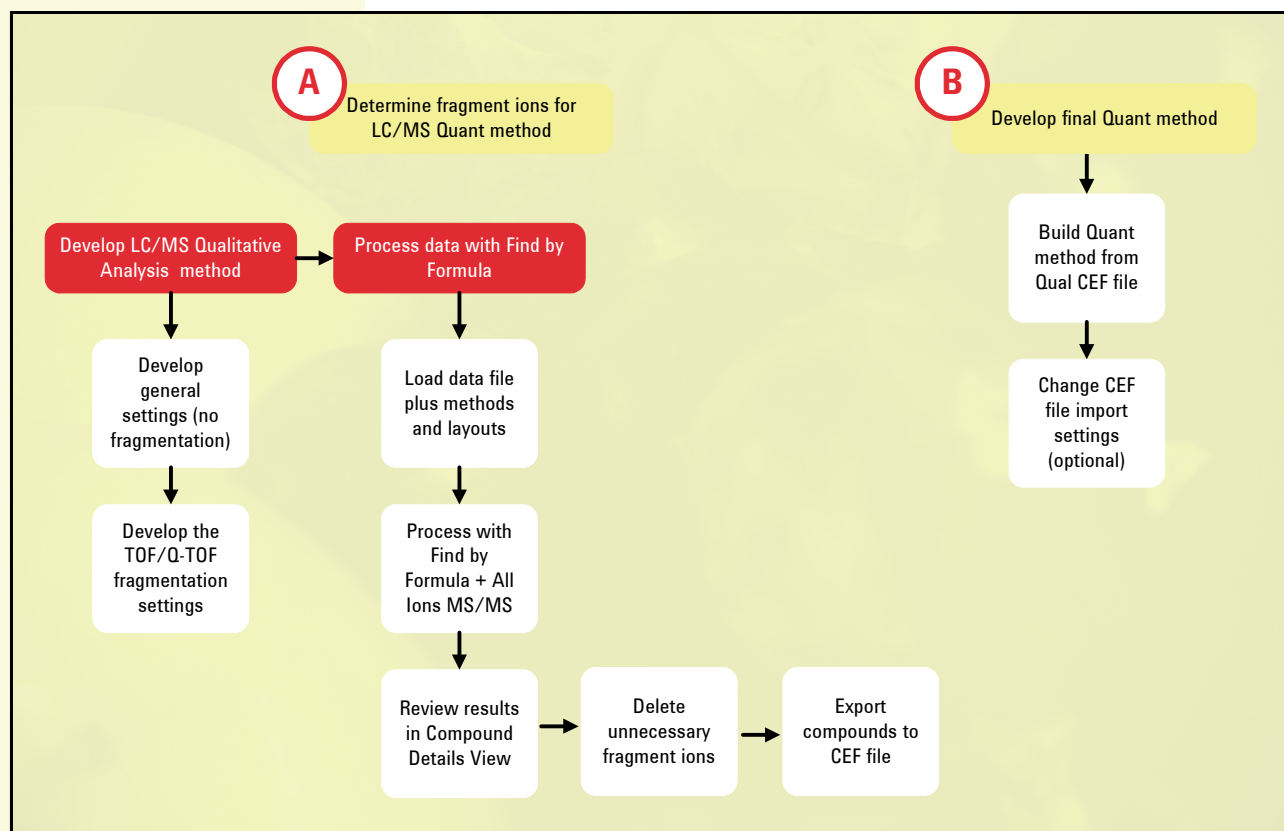 A
Determine fragment ions for
LC/MS Quant method
B
Develop final Quant method
Develop LC/MS Qualitative
Analysis method
Process data with Find by
Formula
Build Quant
method from
Qual CEF file
Develop
general
settings (no
fragmentation)
Load data file
plus methods
and layouts
Change CEF
file import
settings
(optional)
Develop the
TOF/Q-TOF
fragmentation
settings
Process with
Find by
Formula + All
Ions MS/MS
Review results
in Compound
Details View
Delete
unnecessary
fragment ions
Export
compounds to
CEF file